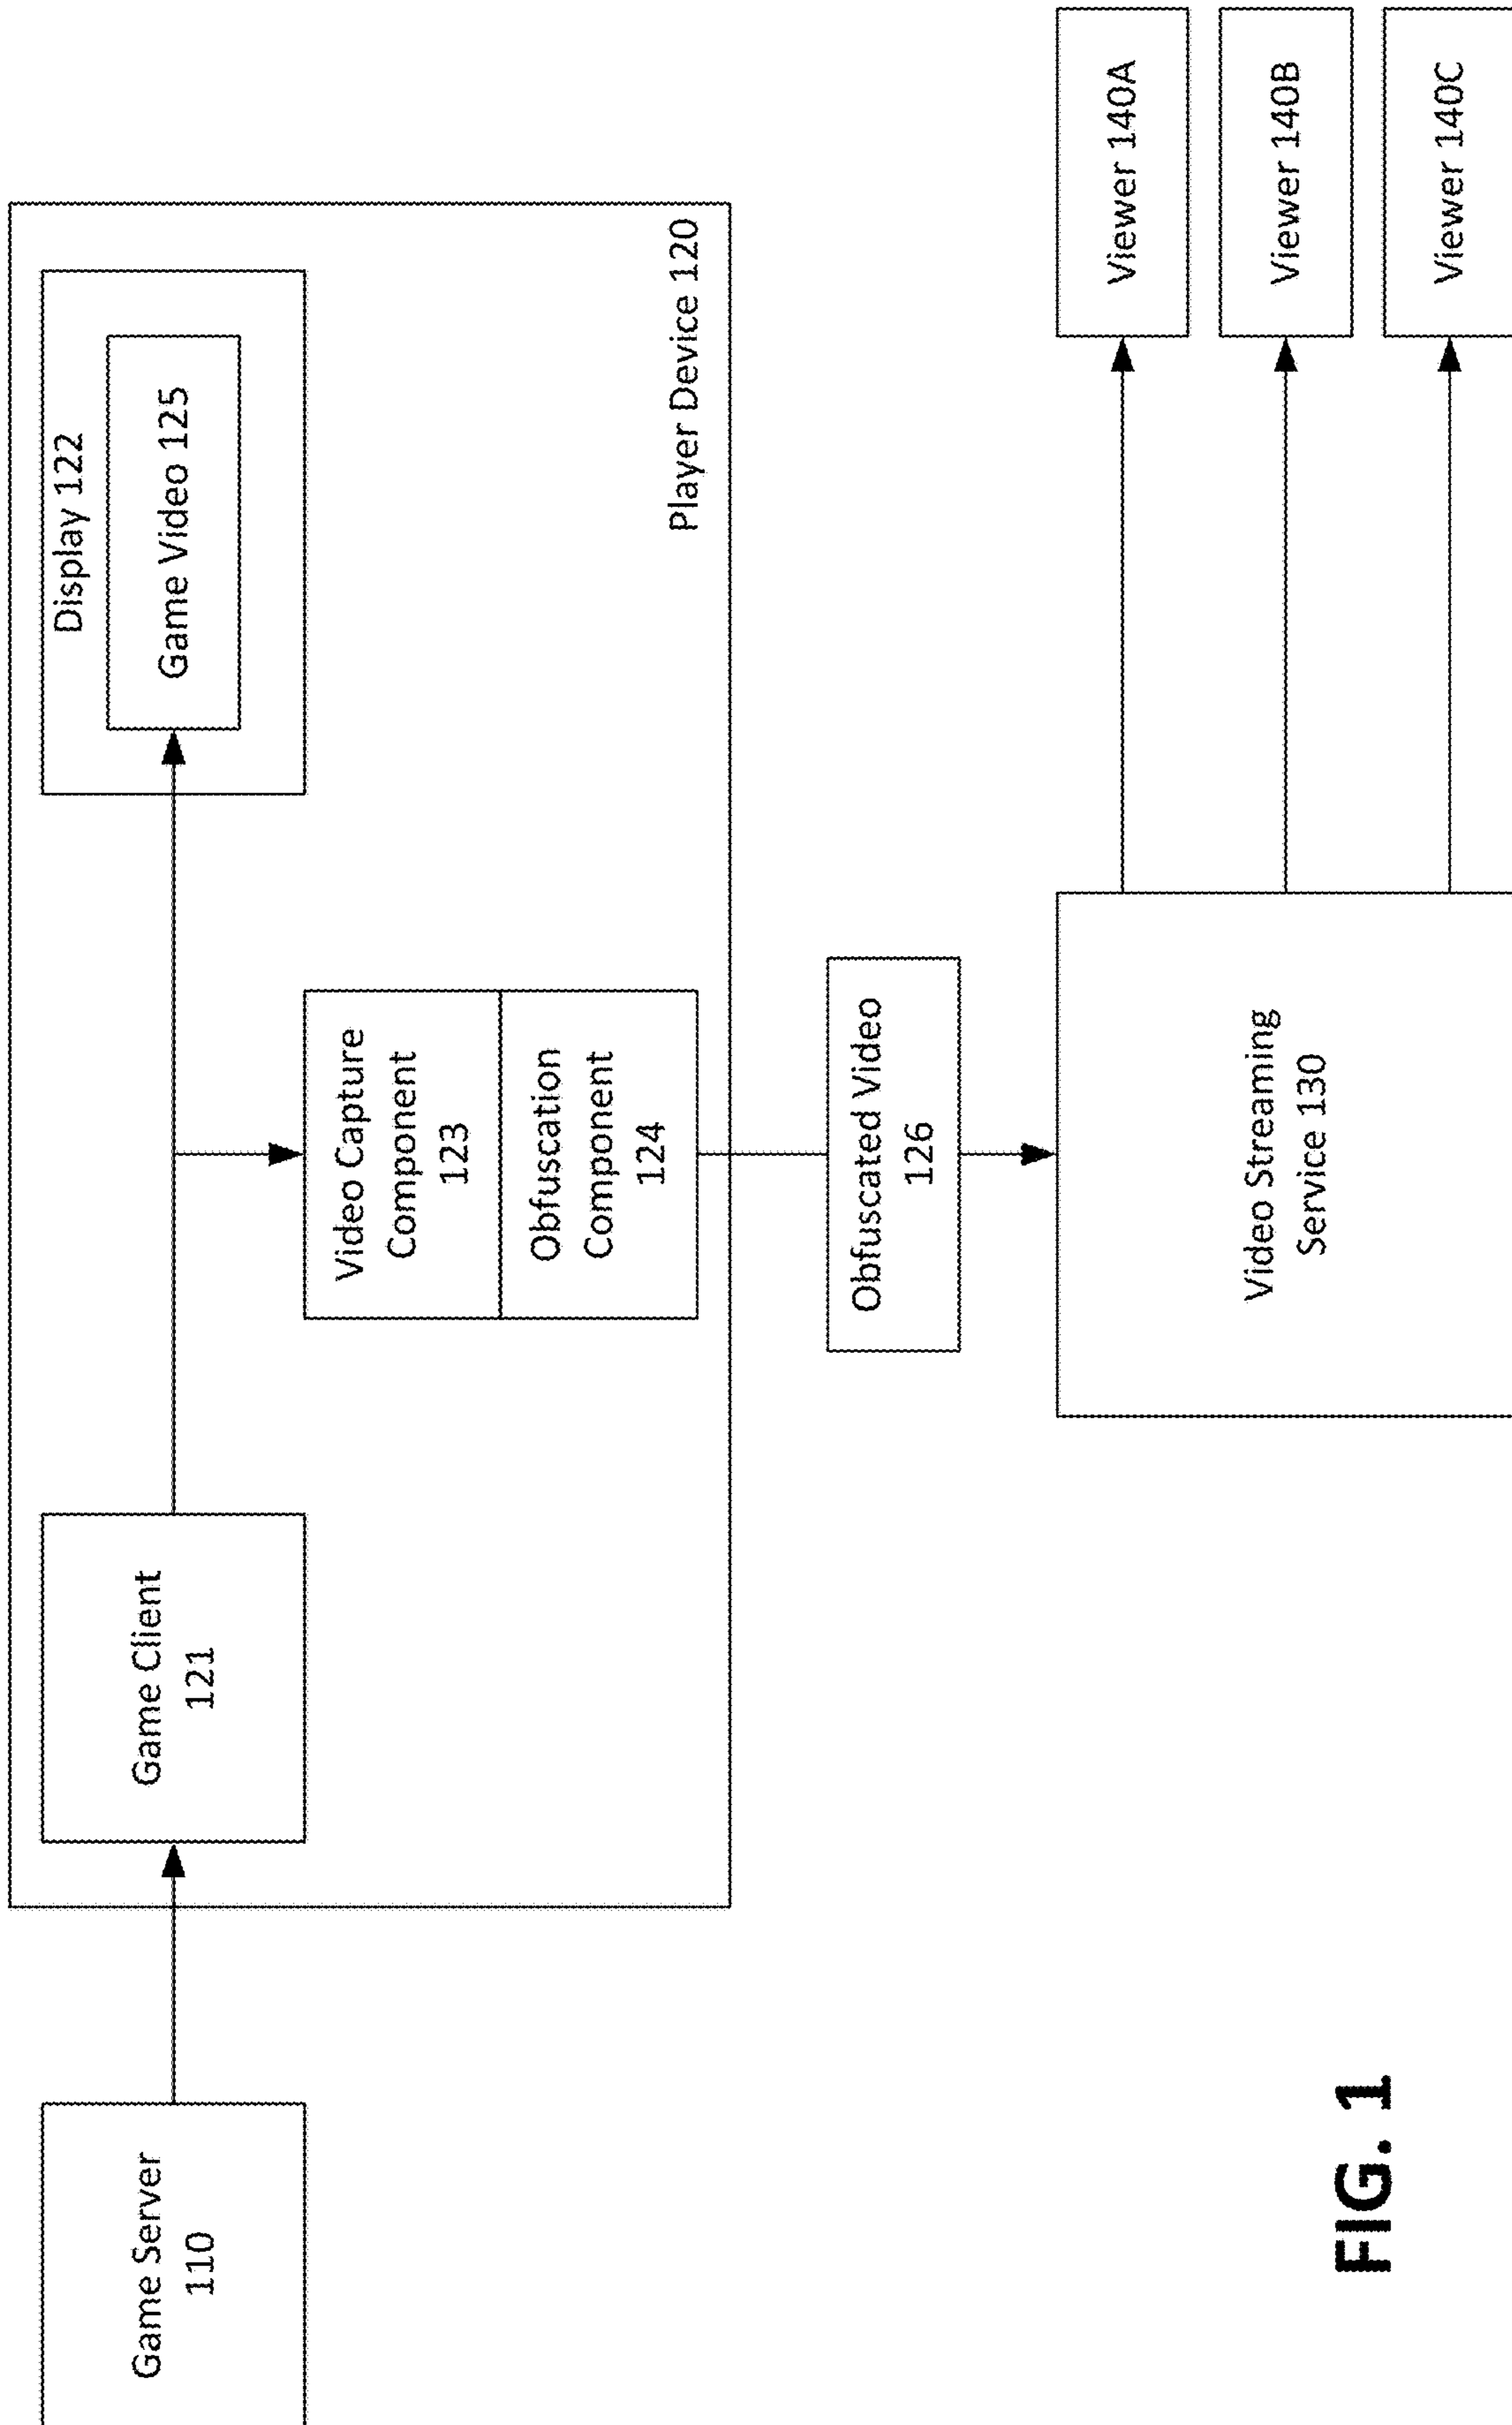 Game Server
110
Game Client
121
Display 122
Game Video 125
Video Capture
Component
123
Obfuscation
Component
124
Player Device 120
Obfuscated Video
126
Video Streaming
Service 130
Viewer 140A
Viewer 140B
Viewer 140C
FIG. 1